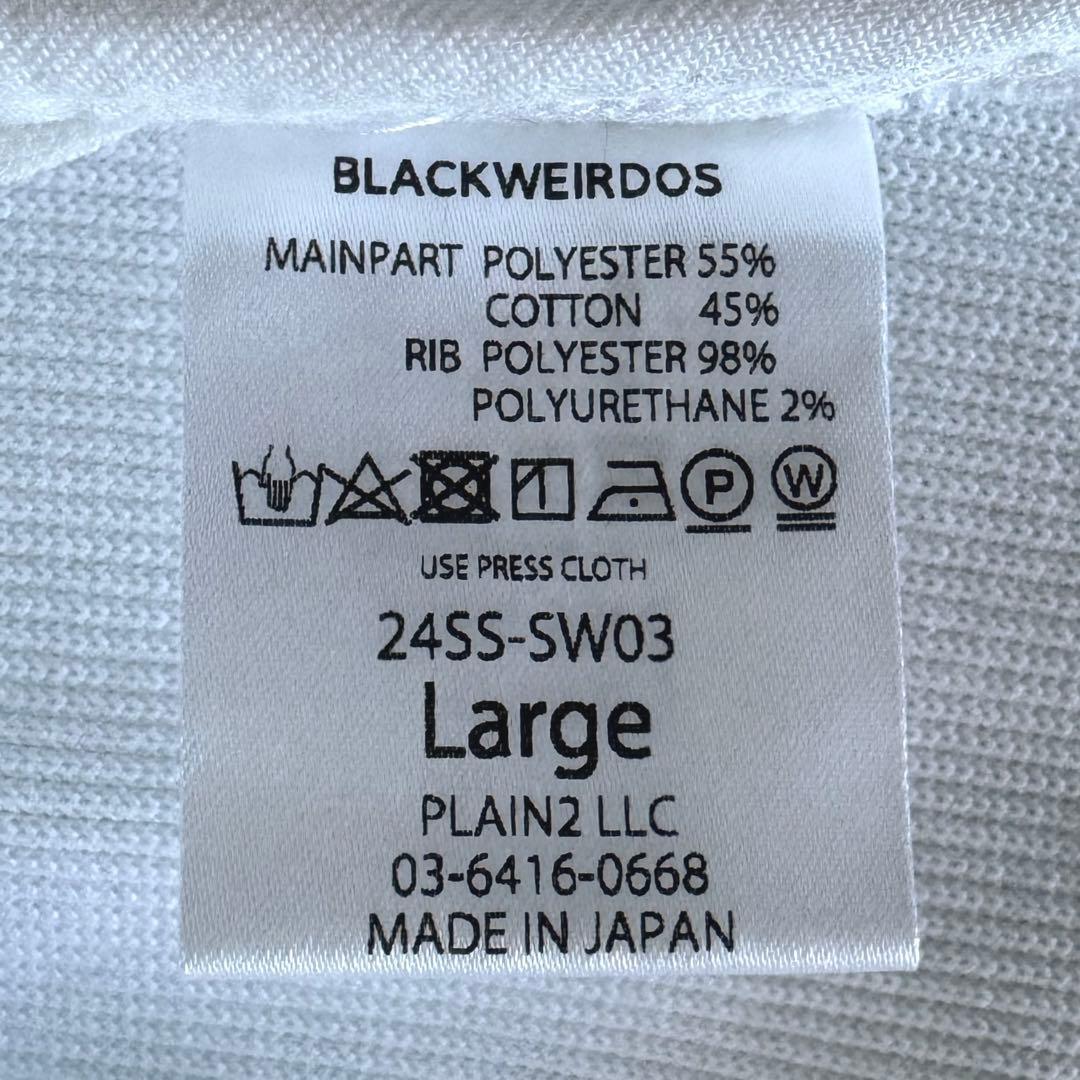 BLACKWEIRDOS
MAINPART POLYESTER 55%
COTTON 45%
RIB POLYESTER 98%
POLYURETHANE 2%
P W
USE PRESS CLOTH
24SS-SW03
Large
PLAIN2 LLC
03-6416-0668
MADE IN JAPAN